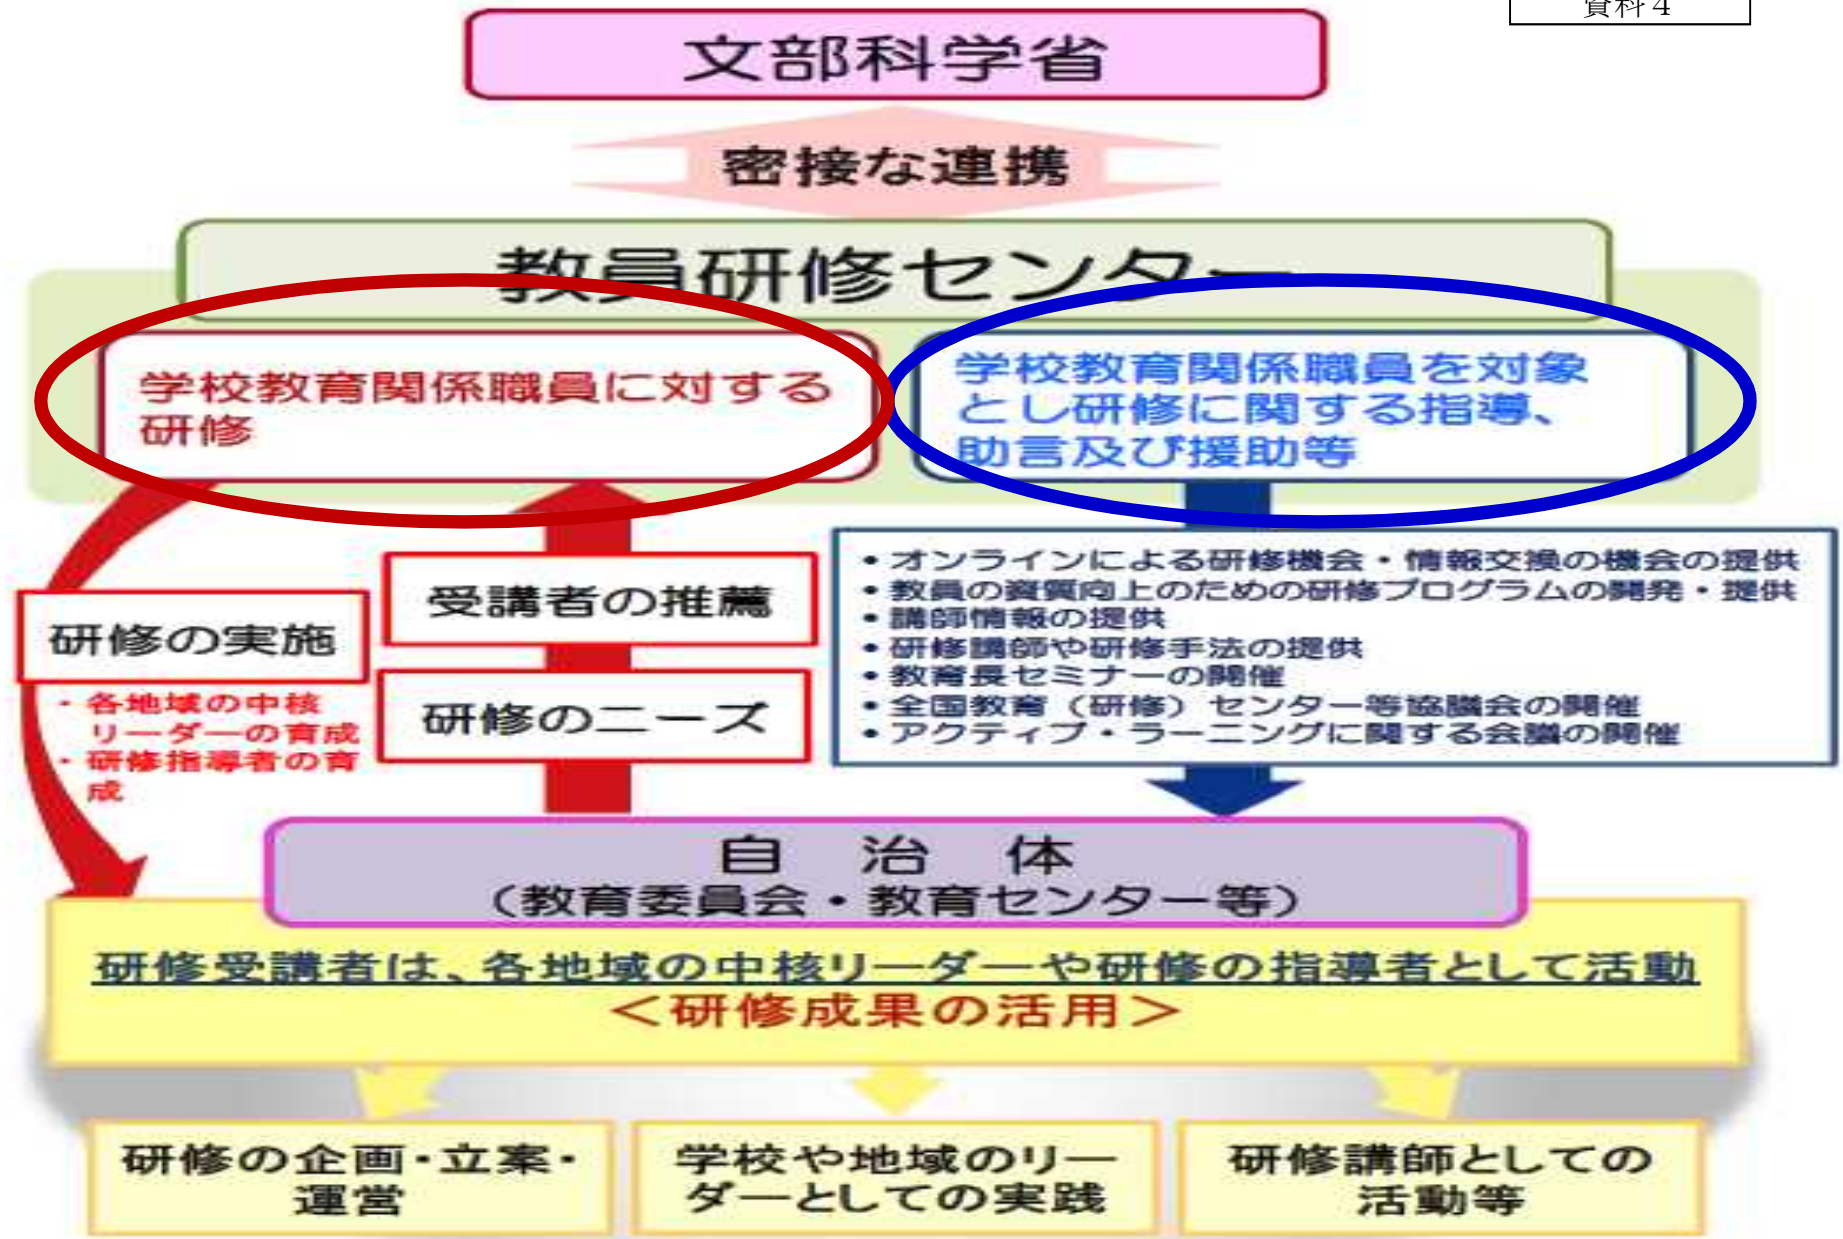 資料４
文部科学省
密接な連携
教員研修センター
学校教育関係職員に対する
研修
学校教育関係職員を対象
とし研修に関する指導、
助言及び援助等
研修の実施
・各地域の中核
リーダーの育成
・研修指導者の育
成
受講者の推薦
研修のニーズ
・オンラインによる研修機会・情報交換の機会の提供
・教員の資質向上のための研修プログラムの開発・提供
・講師情報の提供
・研修講師や研修手法の提供
・教育長セミナーの開催
・全国教育（研修）センター等協議会の開催
・アクティブ・ラーニングに関する会議の開催
自　治　体
（教育委員会・教育センター等）
研修受講者は、各地域の中核リーダーや研修の指導者として活動
＜研修成果の活用＞
研修の企画・立案・
運営
学校や地域のリー
ダーとしての実践
研修講師としての
活動等